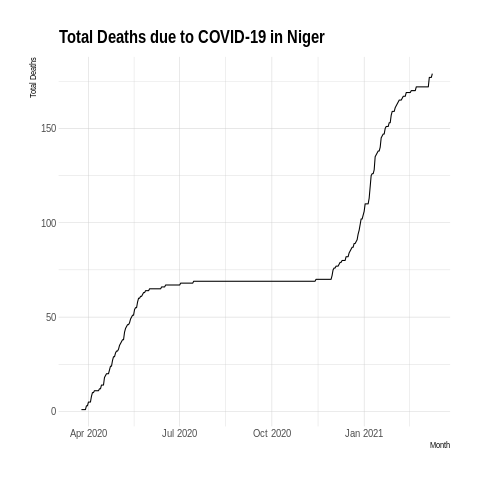 Total Deaths due to COVID-19 in Niger
Total Deaths
150
100
50
0
Apr 2020 Jul 2020 Oct 2020 Jan 2021
Month